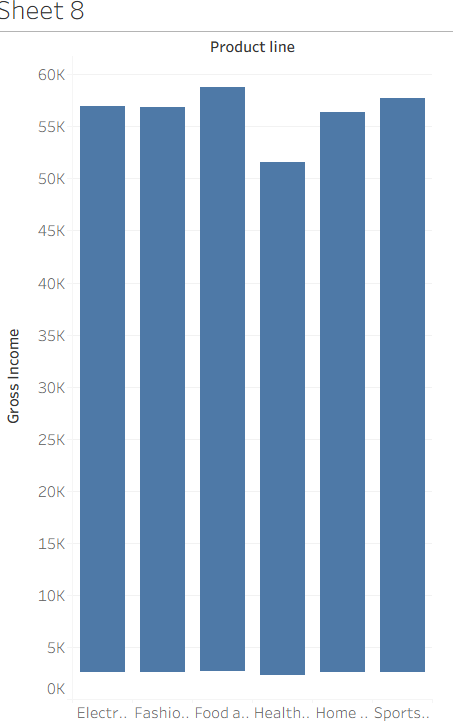 Sheet 8
Product line
60K
55K
50K
45K
40K
35K
30K
25K
20K
15K
10K
5K
0K
Gross Income
Electr.. Fashio.. Food a.. Health.. Home .. Sports..